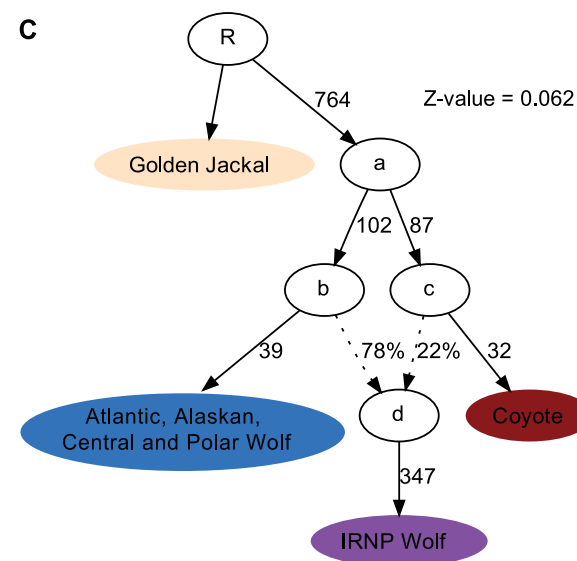 C
R
764
Z-value = 0.062
Golden Jackal
a
102
87
b
c
39
78%
22%
32
Atlantic, Alaskan,
Central and Polar Wolf
d
Coyote
347
IRNP Wolf